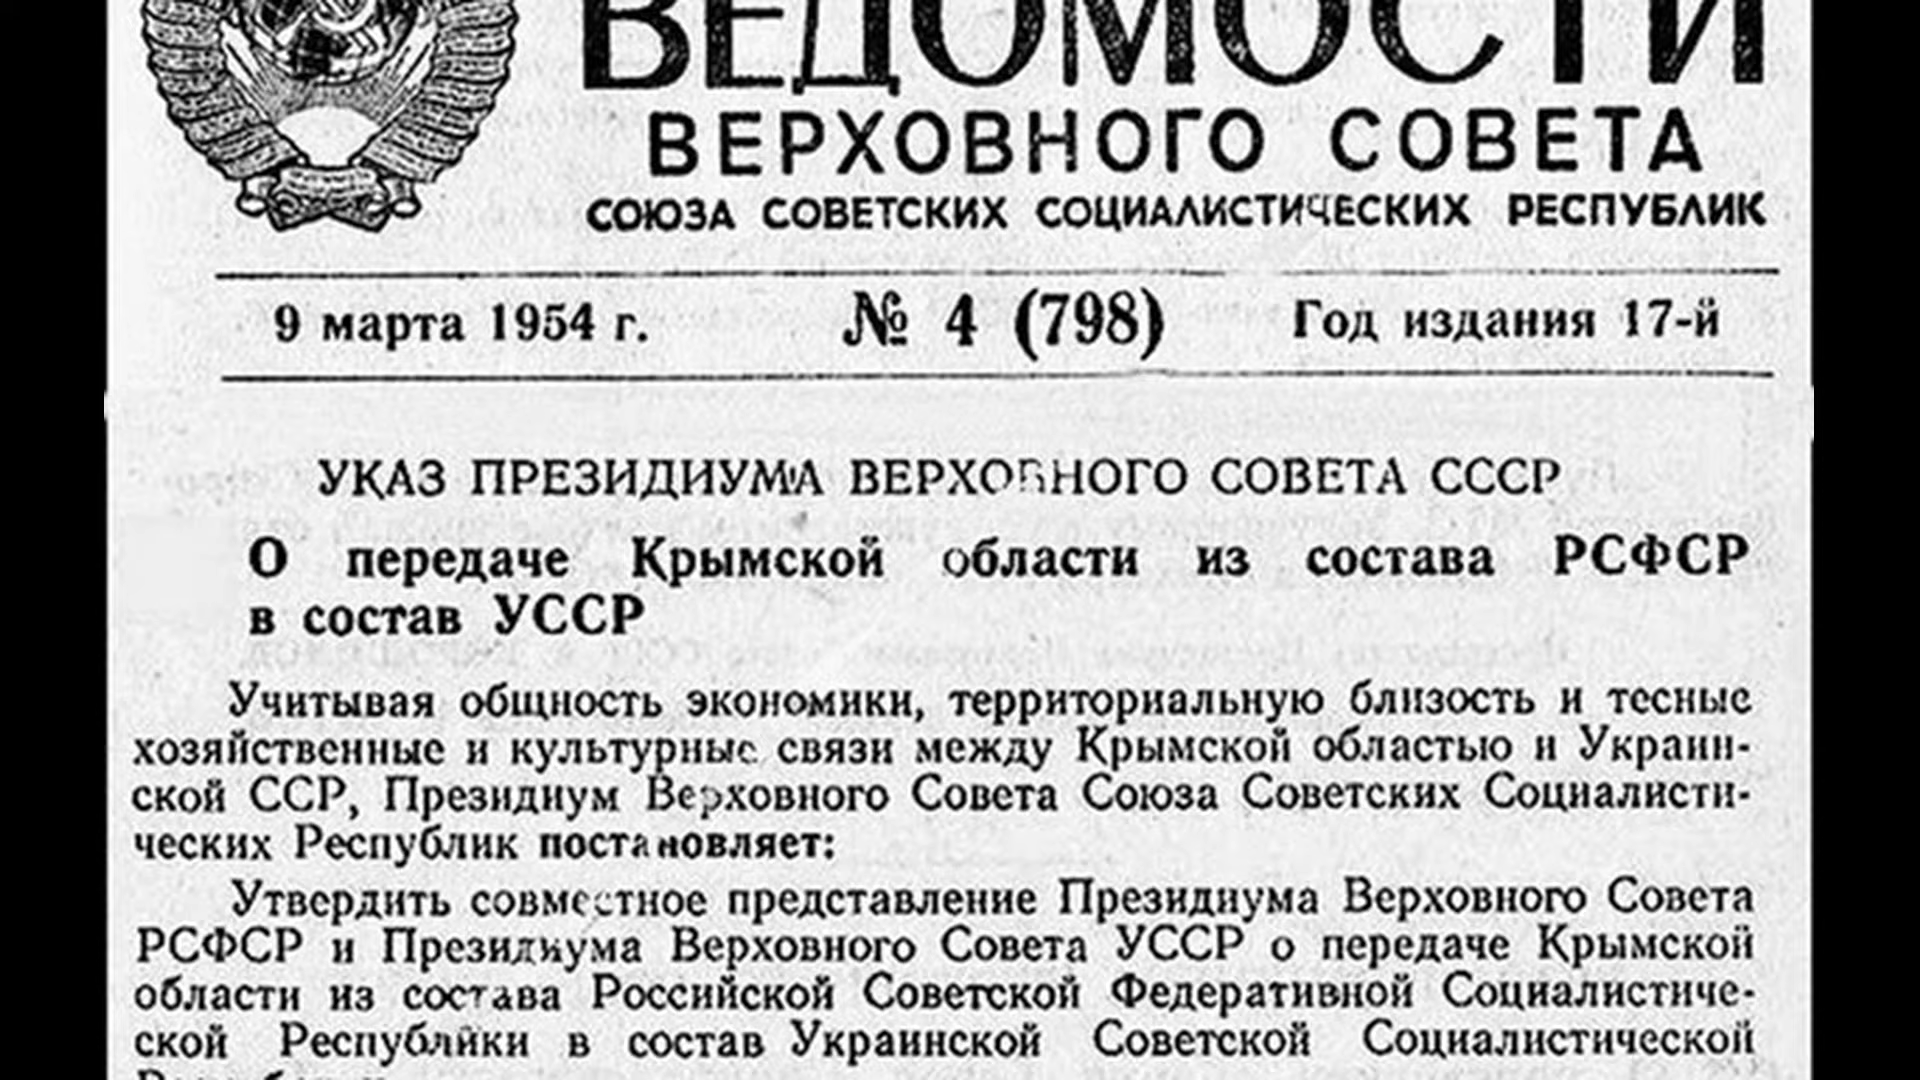 ВЕДОМОСТИ
ВЕРХОВНОГО СОВЕТА
СОЮЗА СОВЕТСКИХ СОЦИАЛИСТИЧЕСКИХ РЕСПУБЛИК
9 марта 1954 г. № 4 (798) Год издания 17-й
УКАЗ ПРЕЗИДИУМА ВЕРХОВНОГО СОВЕТА СССР
О передаче Крымской области из состава РСФСР
в состав УССР
Учитывая общность экономики, территориальную близость и тесные
хозяйственные и культурные связи между Крымской областью и Украин-
ской ССР, Президиум Верховного Совета Союза Советских Социалисти-
ческих Республик постановляет:
Утвердить совместное представление Президиума Верховного Совета
РСФСР и Президиума Верховного Совета УССР о передаче Крымской
области из состава Российской Советской Федеративной Социалистиче-
ской Республики в состав Украинской Советской Социалистической